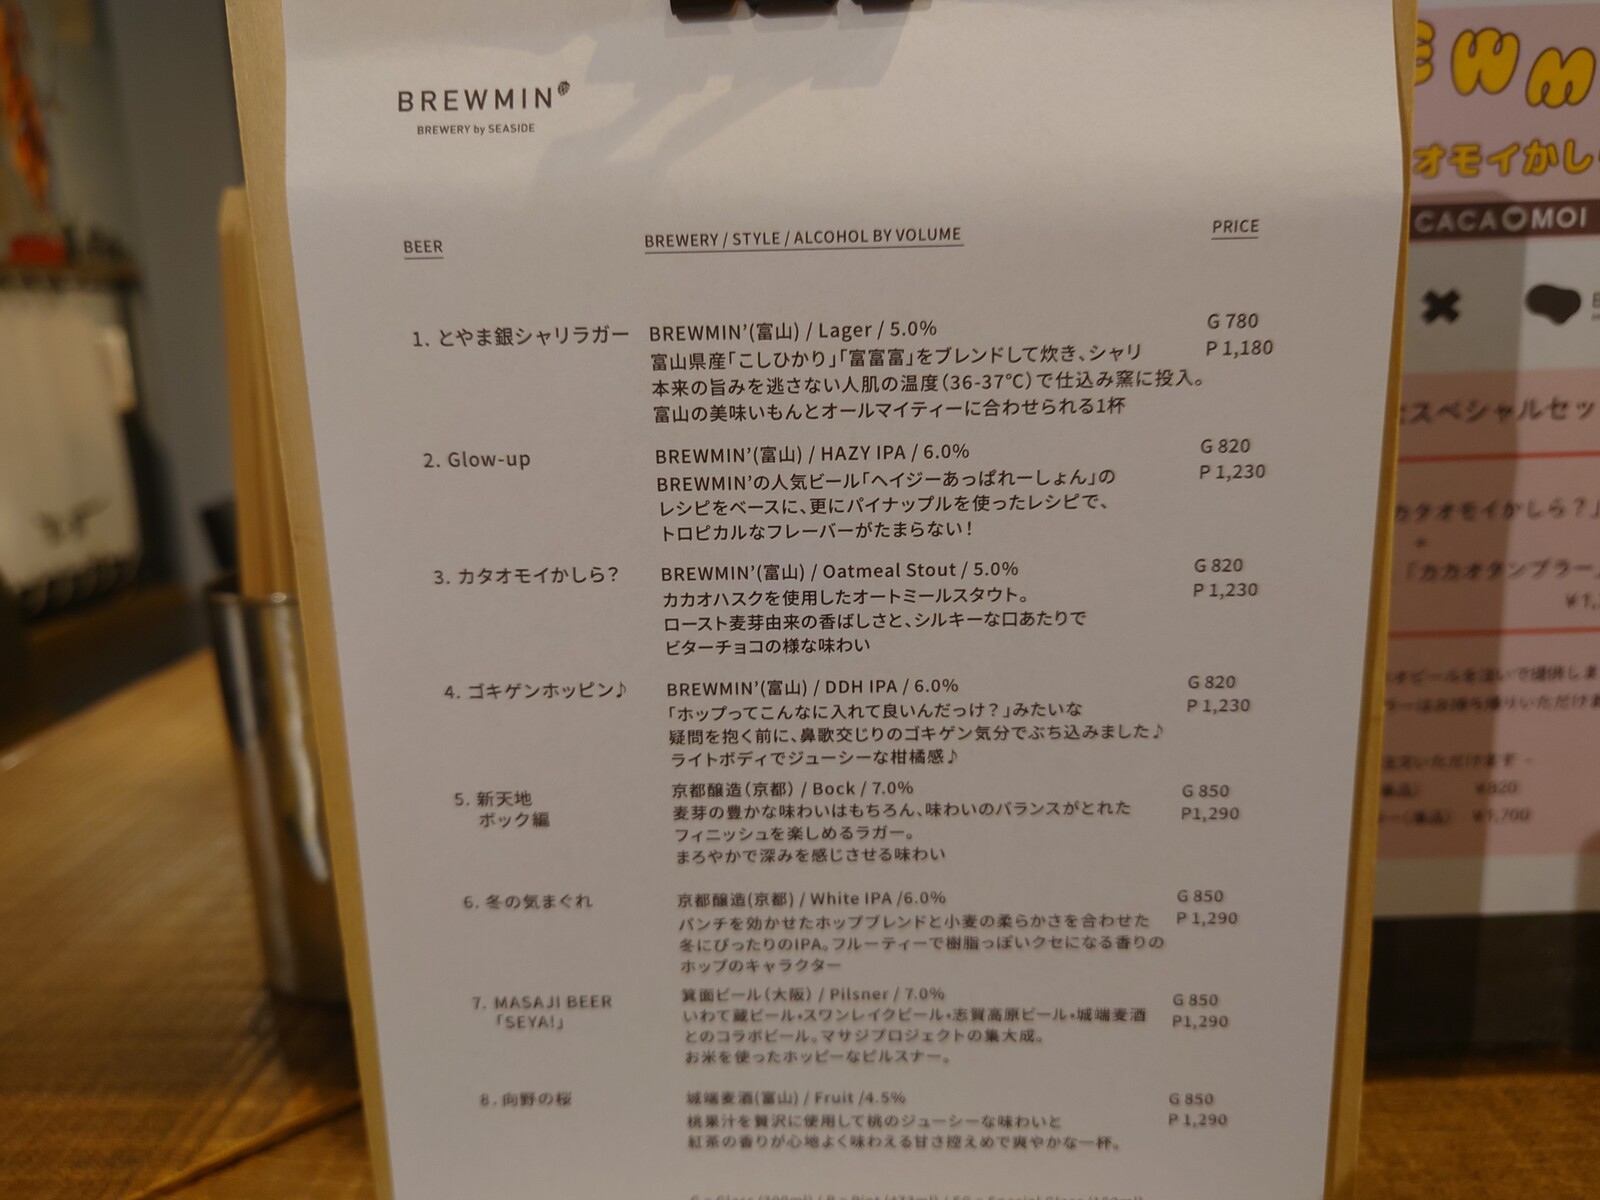 BREWMIN'
BREWERY by SEASIDE
BEER
BREWERY / STYLE / ALCOHOL BY VOLUME
PRICE
1. とやま銀シャリラガー
BREWMIN'(富山) / Lager / 5.0%
G 780
富山県産「こしひかり」「富富富」をブレンドして炊き、シャリ
P 1,180
本来の旨みを逃さない人肌の温度(36-37℃)で仕込み窯に投入。
富山の美味いもんとオールマイティーに合わせられる1杯
2. Glow-up
BREWMIN'(富山) / HAZY IPA / 6.0%
G 820
BREWMIN'の人気ビール「ヘイジーあっぱれーしょん」の
P 1,230
レシピをベースに、更にパイナップルを使ったレシピで、
トロピカルなフレーバーがたまらない!
3. カタオモイかしら?
BREWMIN'(富山) / Oatmeal Stout / 5.0%
G 820
カカオハスクを使用したオートミールスタウト。
P 1,230
ロースト麦芽由来の香ばしさと、シルキーな口あたりで
ビターチョコの様な味わい
4. ゴキゲンホッピン♪
BREWMIN'(富山) / DDH IPA / 6.0%
G 820
「ホップってこんなに入れて良いんだっけ?」みたいな
P 1,230
疑問を抱く前に、鼻歌交じりのゴキゲン気分でぶち込みました♪
ライトボディでジューシーな柑橘感♪
5. 新天地
ボック編
京都醸造(京都) / Bock / 7.0%
G 850
麦芽の豊かな味わいはもちろん、味わいのバランスがとれた
P1,290
フィニッシュを楽しめるラガー。
まろやかで深みを感じさせる味わい
6. 冬の気まぐれ
京都醸造(京都) / White IPA /6.0%
G 850
パンチを効かせたホップブレンドと小麦の柔らかさを合わせた
P 1,290
冬にぴったりのIPA。フルーティーで樹脂っぽいクセになる香りの
ホップのキャラクター
7. MASAJI BEER
「SEYA!」
箕面ビール(大阪) / Pilsner / 7.0%
G 850
いわて蔵ビール・スワンレイクビール・志賀高原ビール・城端麦酒
P1,290
とのコラボビール。マサジプロジェクトの集大成。
お米を使ったホッピーなピルスナー。
8. 向野の桜
城端麦酒(富山) / Fruit /4.5%
G 850
桃果汁を贅沢に使用して桃のジューシーな味わいと
P 1,290
紅茶の香りが心地よく味わえる甘さ控えめで爽やかな一杯。
EWM
オモイかし
CACAOMOI
スペシャルセッ
カタオモイかしら?」
+
「カカオタンブラー」
¥820
¥1,700